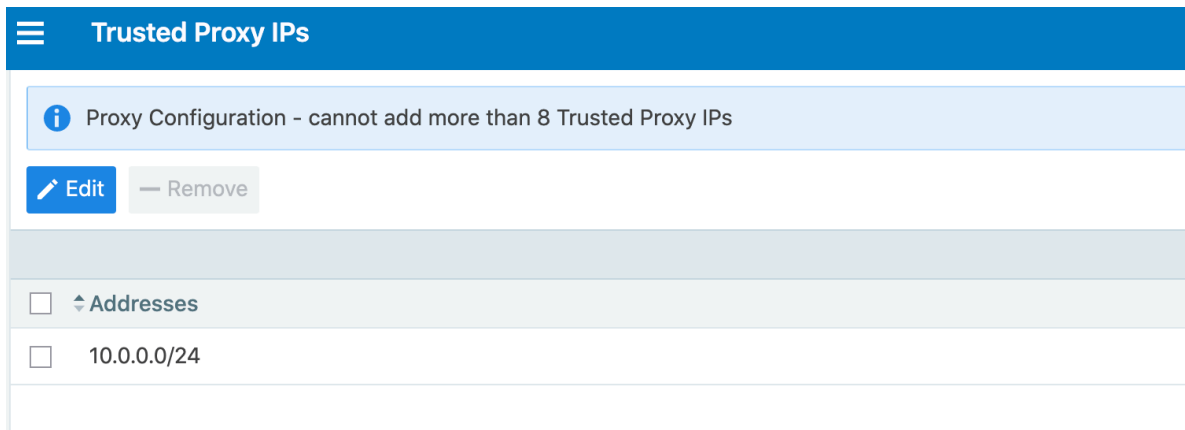 Trusted Proxy IPs
Proxy Configuration - cannot add more than 8 Trusted Proxy IPs
Edit
Remove
Addresses
10.0.0.0/24